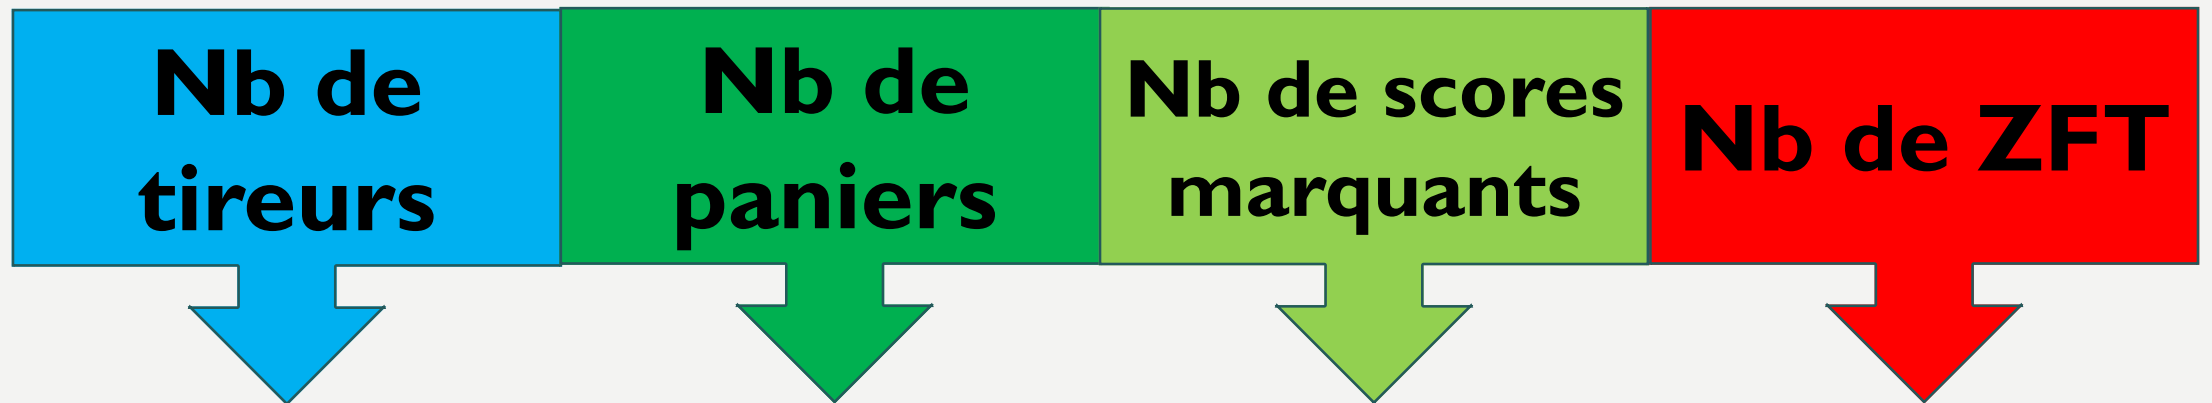 Nb de
tireurs
Nb de
paniers
Nb de scores
marquants
Nb de ZFT